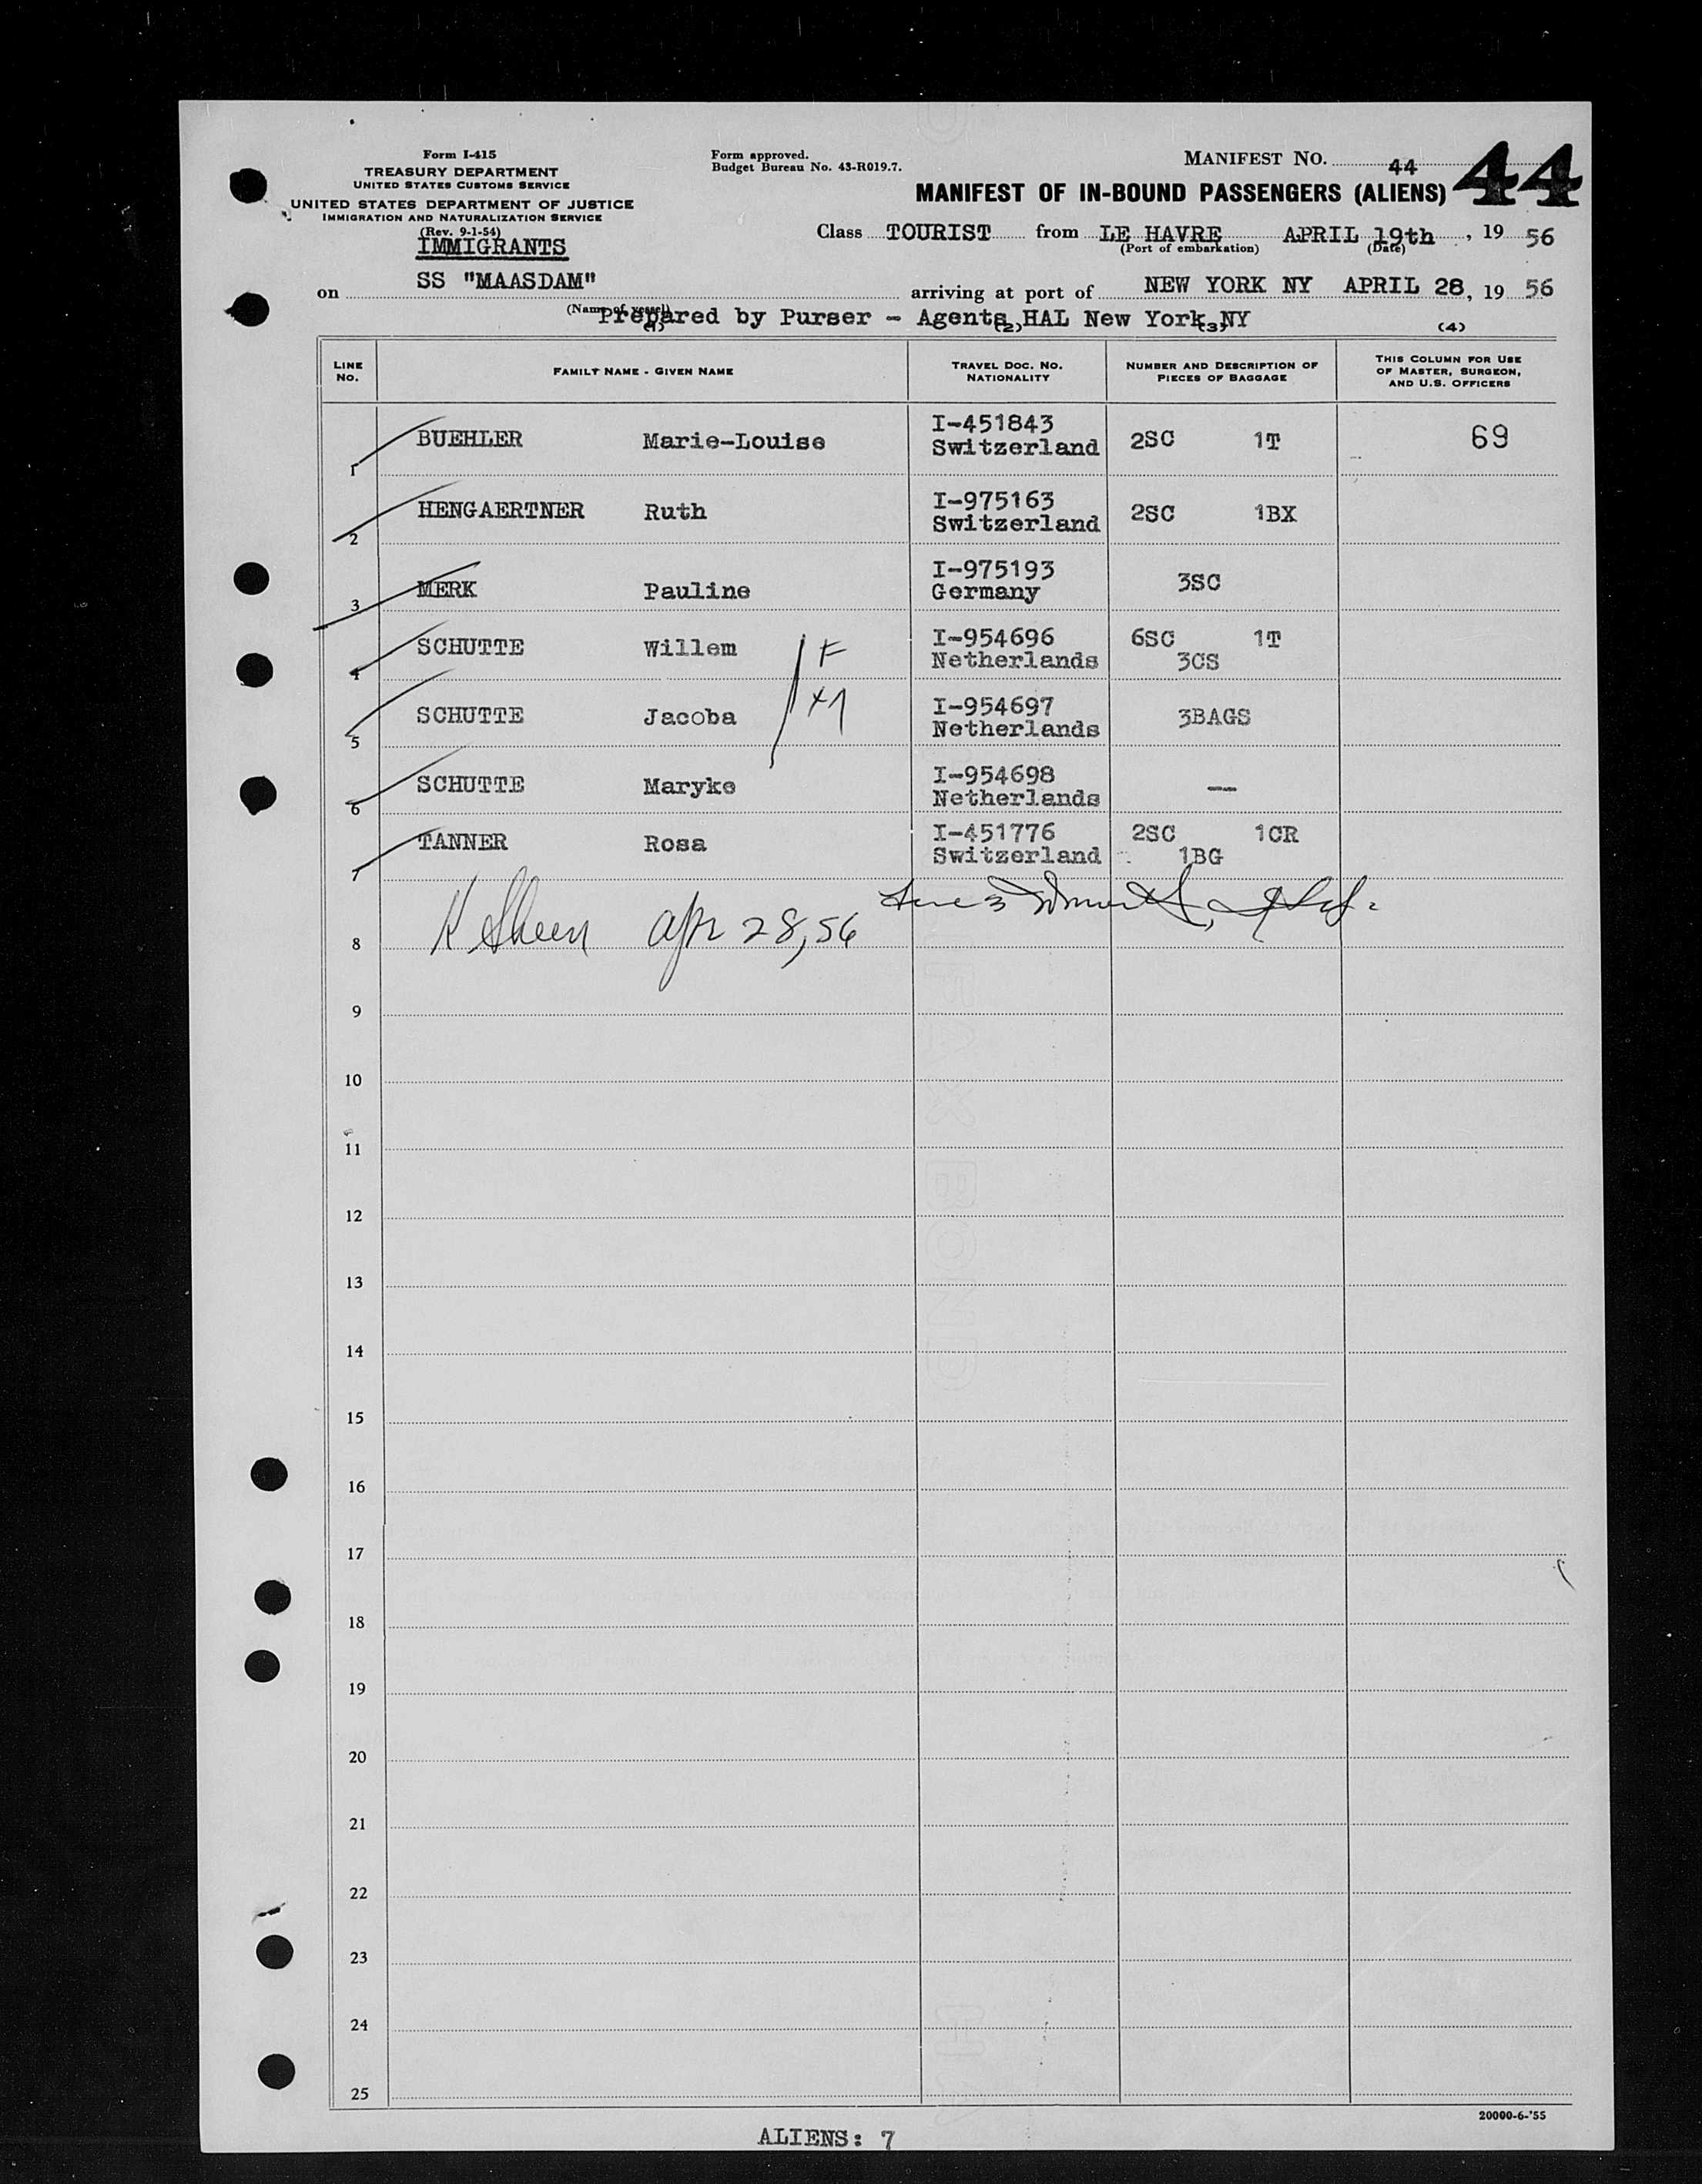 Form I-415
TREASURY DEPARTMENT
UNITED STATES CUSTOMS SERVICE
UNITED STATES DEPARTMENT OF JUSTICE
IMMIGRATION AND NATURALIZATION SERVICE
(Rev. 9-1-54)
IMMIGRANTS
Form approved.
Budget Bureau No. 43-R019.7.
MANIFEST NO. 44
44
MANIFEST OF IN-BOUND PASSENGERS (ALIENS)
Class TOURIST from LE HAVRE APRIL 19th, 19 56
(Port of embarkation) (Date)
on SS "MAASDAM" arriving at port of NEW YORK NY APRIL 28, 19 56
(Name of vessel)
Prepared by Purser - Agents HAL New York NY
(1) (2) (3) (4)
LINE NO. FAMILY NAME - GIVEN NAME TRAVEL DOC. NO. NATIONALITY NUMBER AND DESCRIPTION OF PIECES OF BAGGAGE THIS COLUMN FOR USE OF MASTER, SURGEON, AND U.S. OFFICERS
1 BUEHLER Marie-Louise I-451843 Switzerland 2SC 1T 69
2 HENGAERTNER Ruth I-975163 Switzerland 2SC 1BX
3 MERK Pauline I-975193 Germany 3SC
4 SCHUTTE Willem F I-954696 Netherlands 6SC 1T 3CS
5 SCHUTTE Jacoba I-954697 Netherlands 3BAGS
6 SCHUTTE Maryke I-954698 Netherlands --
7 TANNER Rosa I-451776 Switzerland 2SC 1CR 1BG
8 K Sheen Apr 28, 56
9
10
11
12
13
14
15
16
17
18
19
20
21
22
23
24
25
20000-6-'55
ALIENS: 7